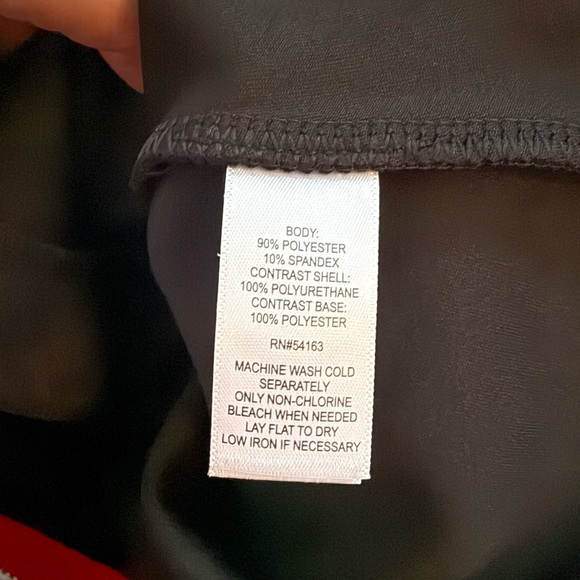 BODY:
90% POLYESTER
10% SPANDEX
CONTRAST SHELL:
100% POLYURETHANE
CONTRAST BASE:
100% POLYESTER
RN#54163
MACHINE WASH COLD
SEPARATELY
ONLY NON-CHLORINE
BLEACH WHEN NEEDED
LAY FLAT TO DRY
LOW IRON IF NECESSARY